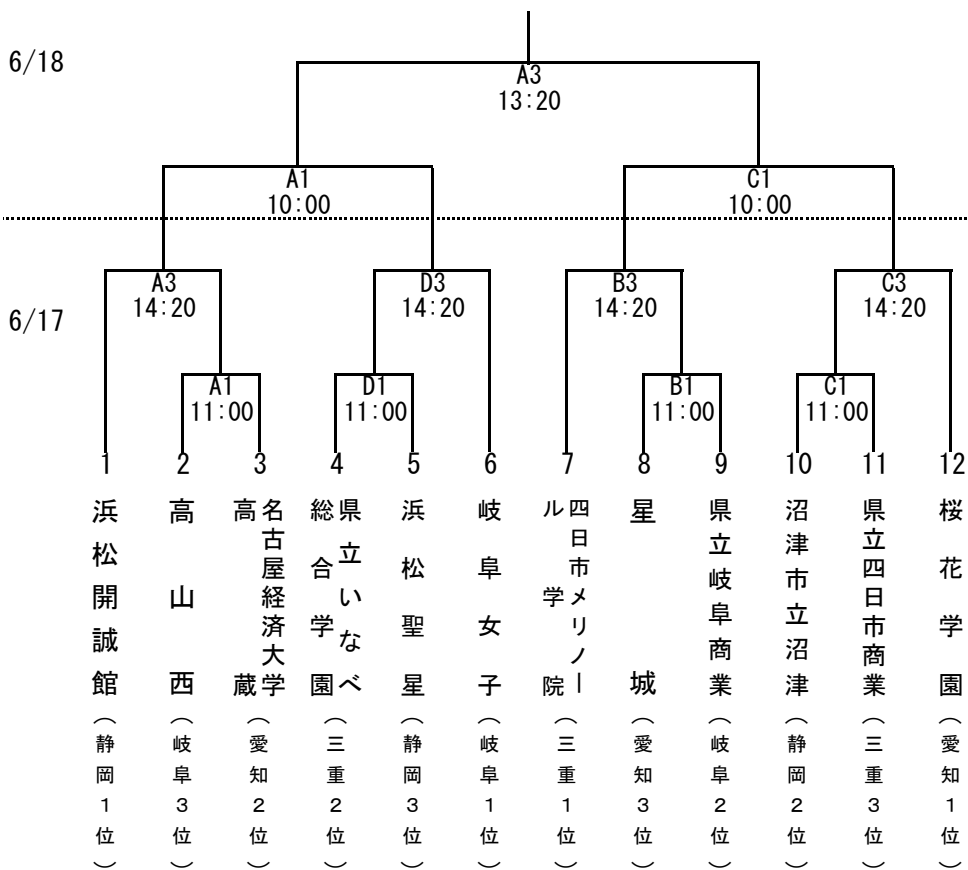 6/18
A3
13:20
A1
10:00
C1
10:00
6/17
A3
14:20
D3
14:20
B3
14:20
C3
14:20
A1
11:00
D1
11:00
B1
11:00
C1
11:00
1
浜松開誠館
(静岡1位)
2
高山西
(岐阜3位)
3
名古屋経済大学
高蔵
(愛知2位)
4
県立いなべ
総合学園
(三重2位)
5
浜松聖星
(静岡3位)
6
岐阜女子
(岐阜1位)
7
四日市メリノー
ル学院
(三重1位)
8
星城
(愛知3位)
9
県立岐阜商業
(岐阜2位)
10
沼津市立沼津
(静岡2位)
11
県立四日市商業
(三重3位)
12
桜花学園
(愛知1位)